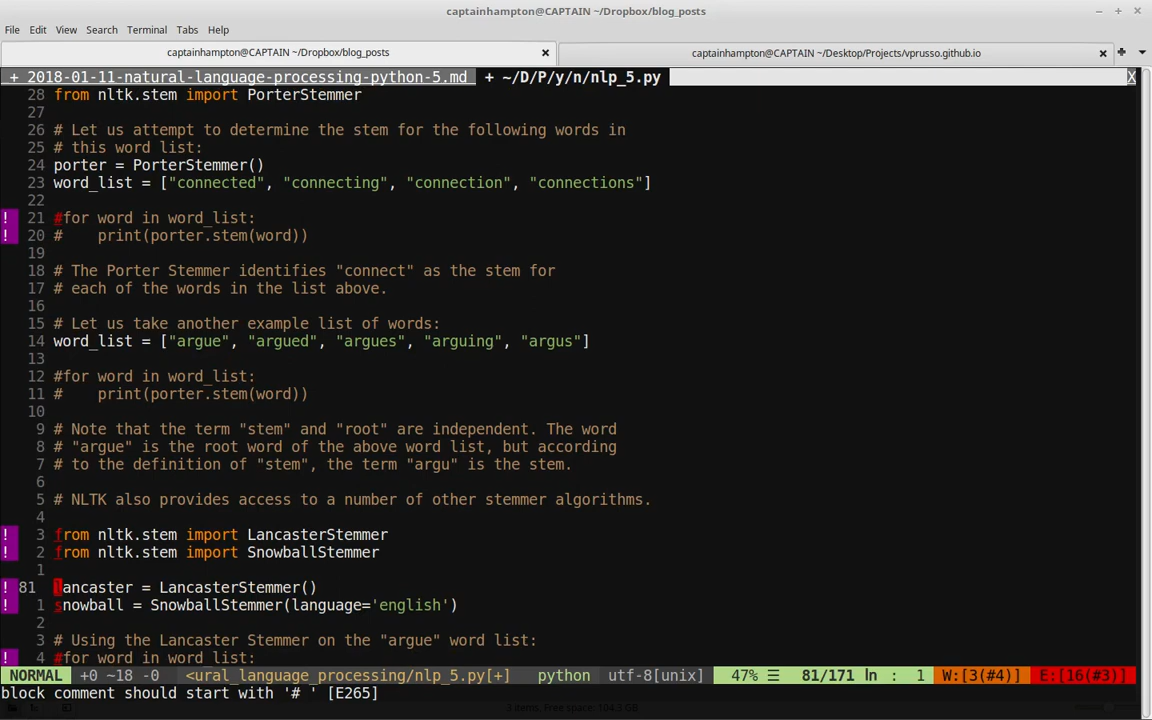 captainhampton@CAPTAIN ~/Dropbox/blog_posts
File Edit View Search Terminal Tabs Help
captainhampton@CAPTAIN ~/Dropbox/blog_posts × captainhampton@CAPTAIN ~/Desktop/Projects/vprusso.github.io ×
+ 2018-01-11-natural-language-processing-python-5.md + ~/D/P/y/n/nlp_5.py X
28 from nltk.stem import PorterStemmer
27
26 # Let us attempt to determine the stem for the following words in
25 # this word list:
24 porter = PorterStemmer()
23 word_list = ["connected", "connecting", "connection", "connections"]
22
! 21 #for word in word_list:
! 20 #    print(porter.stem(word))
19
18 # The Porter Stemmer identifies "connect" as the stem for
17 # each of the words in the list above.
16
15 # Let us take another example list of words:
14 word_list = ["argue", "argued", "argues", "arguing", "argus"]
13
12 #for word in word_list:
11 #    print(porter.stem(word))
10
9 # Note that the term "stem" and "root" are independent. The word
8 # "argue" is the root word of the above word list, but according
7 # to the definition of "stem", the term "argu" is the stem.
6
5 # NLTK also provides access to a number of other stemmer algorithms.
4
! 3 from nltk.stem import LancasterStemmer
! 2 from nltk.stem import SnowballStemmer
1
! 81 lancaster = LancasterStemmer()
! 1 snowball = SnowballStemmer(language='english')
2
3 # Using the Lancaster Stemmer on the "argue" word list:
! 4 #for word in word_list:
NORMAL +0 ~18 -0 <ural_language_processing/nlp_5.py[+] python utf-8[unix] 47% ☰ 81/171 ln : 1 W:[3(#4)] E:[16(#3)]
block comment should start with '# ' [E265]